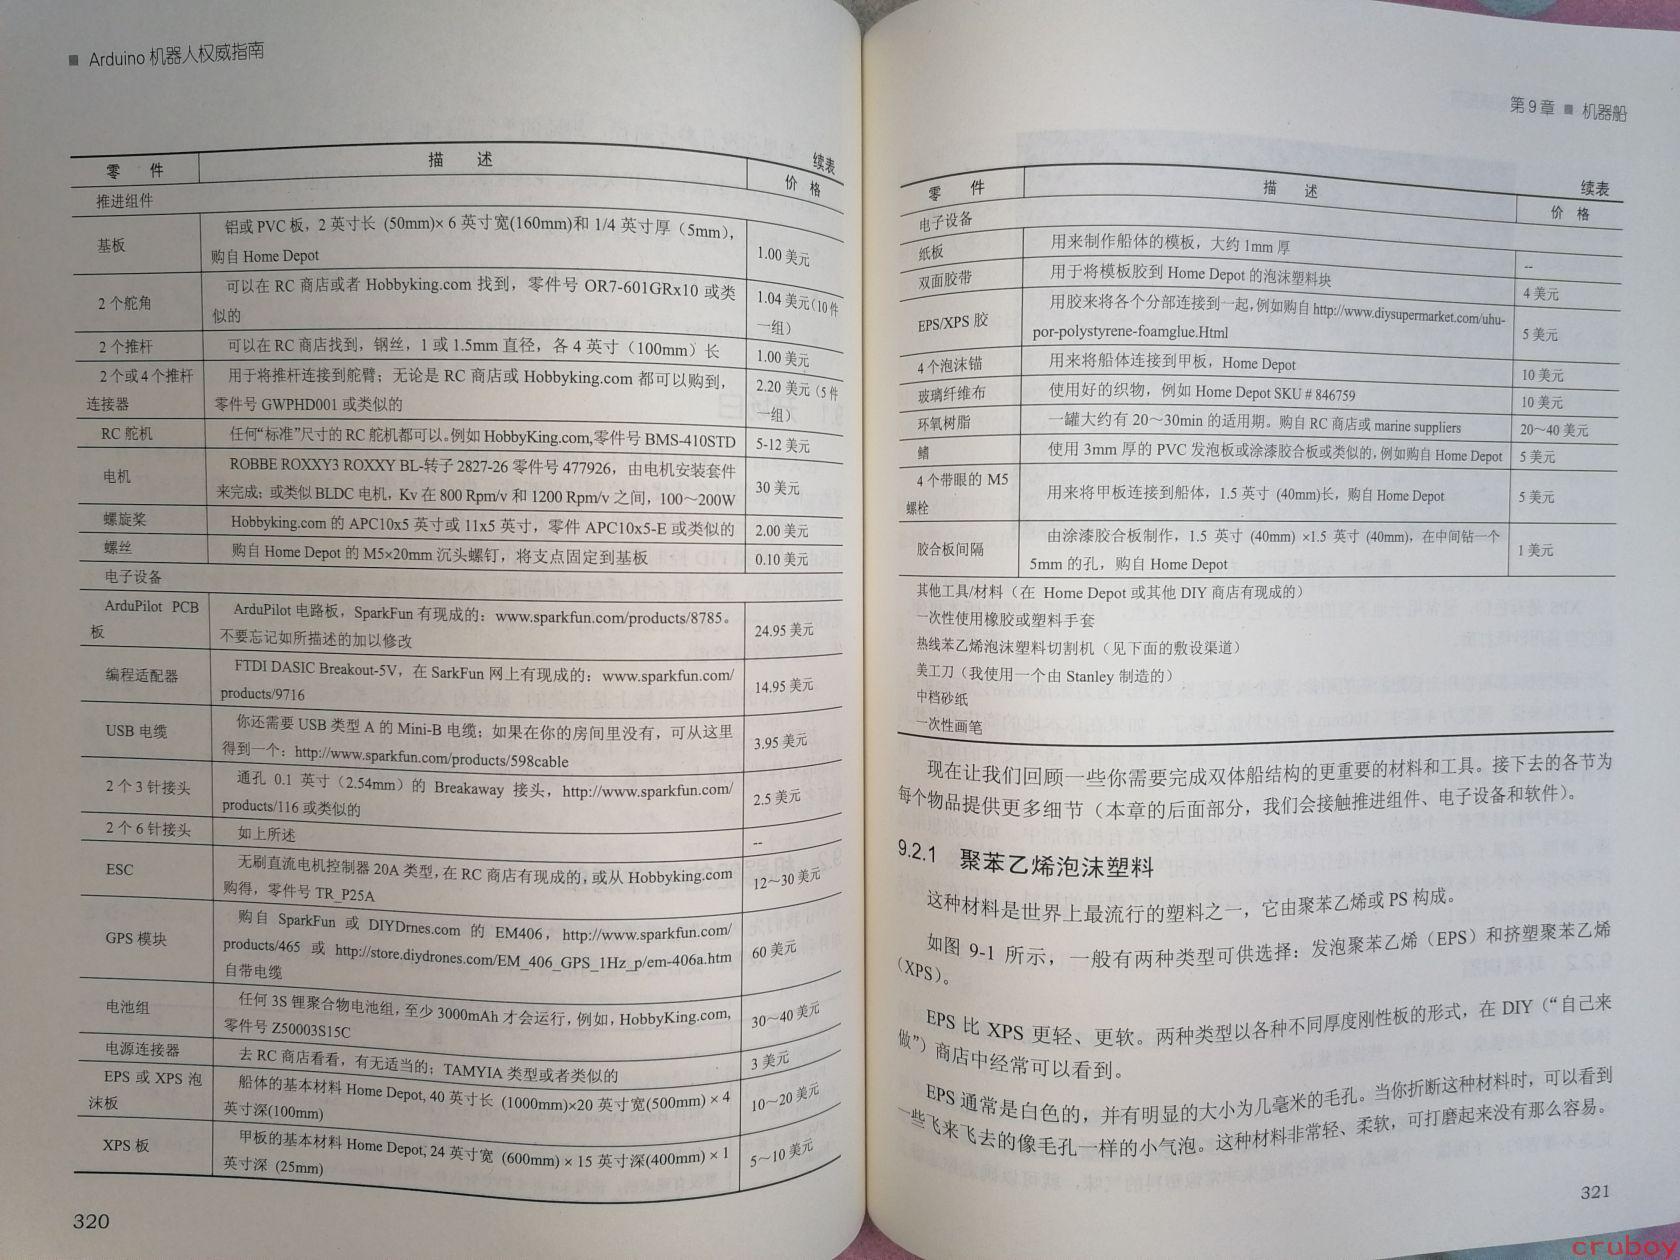 ■ Arduino 机器人权威指南
续表
零 件 描 述 价 格
推进组件
基板 铝或 PVC 板，2 英寸长 (50mm)× 6 英寸宽(160mm)和 1/4 英寸厚（5mm），
购自 Home Depot 1.00 美元
2 个舵角 可以在 RC 商店或者 Hobbyking.com 找到，零件号 OR7-601GRx10 或类
似的 1.04 美元（10 件
一组）
2 个推杆 可以在 RC 商店找到，钢丝，1 或 1.5mm 直径，各 4 英寸（100mm）长 1.00 美元
2 个或 4 个推杆
连接器 用于将推杆连接到舵臂；无论是 RC 商店或 Hobbyking.com 都可以购到，
零件号 GWPHD001 或类似的 2.20 美元（5 件
一组）
RC 舵机 任何“标准”尺寸的 RC 舵机都可以。例如 HobbyKing.com,零件号 BMS-410STD 5-12 美元
电机 ROBBE ROXXY3 ROXXY BL-转子 2827-26 零件号 477926，由电机安装套件
来完成；或类似 BLDC 电机，Kv 在 800 Rpm/v 和 1200 Rpm/v 之间，100～200W 30 美元
螺旋桨 Hobbyking.com 的 APC10x5 英寸或 11x5 英寸，零件 APC10x5-E 或类似的 2.00 美元
螺丝 购自 Home Depot 的 M5×20mm 沉头螺钉，将支点固定到基板 0.10 美元
电子设备
ArduPilot PCB
板 ArduPilot 电路板，SparkFun 有现成的：www.sparkfun.com/products/8785。
不要忘记如所描述的加以修改 24.95 美元
编程适配器 FTDI DASIC Breakout-5V，在 SarkFun 网上有现成的：www.sparkfun.com/
products/9716 14.95 美元
USB 电缆 你还需要 USB 类型 A 的 Mini-B 电缆；如果在你的房间里没有，可从这里
得到一个：http://www.sparkfun.com/products/598cable 3.95 美元
2 个 3 针接头 通孔 0.1 英寸（2.54mm）的 Breakaway 接头，http://www.sparkfun.com/
products/116 或类似的 2.5 美元
2 个 6 针接头 如上所述 --
ESC 无刷直流电机控制器 20A 类型，在 RC 商店有现成的，或从 Hobbyking.com
购得，零件号 TR_P25A 12～30 美元
GPS 模块 购自 SparkFun 或 DIYDrnes.com 的 EM406，http://www.sparkfun.com/
products/465 或 http://store.diydrones.com/EM_406_GPS_1Hz_p/em-406a.htm
自带电缆 60 美元
电池组 任何 3S 锂聚合物电池组，至少 3000mAh 才会运行，例如，HobbyKing.com,
零件号 Z50003S15C 30～40 美元
电源连接器 去 RC 商店看看，有无适当的；TAMYIA 类型或者类似的 3 美元
EPS 或 XPS 泡
沫板 船体的基本材料 Home Depot, 40 英寸长 (1000mm)×20 英寸宽(500mm) × 4
英寸深(100mm) 10～20 美元
XPS 板 甲板的基本材料 Home Depot, 24 英寸宽 (600mm) × 15 英寸深(400mm) × 1
英寸深 (25mm) 5～10 美元
320
第 9 章 ■ 机器船
续表
零 件 描 述 价 格
电子设备
纸板 用来制作船体的模板，大约 1mm 厚 --
双面胶带 用于将模板胶到 Home Depot 的泡沫塑料块 4 美元
EPS/XPS 胶 用胶来将各个分部连接到一起，例如购自 http://www.diysupermarket.com/uhu-
por-polystyrene-foamglue.Html 5 美元
4 个泡沫锚 用来将船体连接到甲板，Home Depot 10 美元
玻璃纤维布 使用好的织物，例如 Home Depot SKU # 846759 10 美元
环氧树脂 一罐大约有 20～30min 的适用期。购自 RC 商店或 marine suppliers 20～40 美元
鳍 使用 3mm 厚的 PVC 发泡板或涂漆胶合板或类似的，例如购自 Home Depot 5 美元
4 个带眼的 M5
螺栓 用来将甲板连接到船体，1.5 英寸 (40mm)长，购自 Home Depot 5 美元
胶合板间隔 由涂漆胶合板制作，1.5 英寸 (40mm) ×1.5 英寸 (40mm)，在中间钻一个
5mm 的孔，购自 Home Depot 1 美元
其他工具/材料（在 Home Depot 或其他 DIY 商店有现成的）
一次性使用橡胶或塑料手套
热线苯乙烯泡沫塑料切割机（见下面的敷设渠道）
美工刀（我使用一个由 Stanley 制造的）
中档砂纸
一次性画笔
现在让我们回顾一些你需要完成双体船结构的更重要的材料和工具。接下去的各节为
每个物品提供更多细节（本章的后面部分，我们会接触推进组件、电子设备和软件）。
9.2.1 聚苯乙烯泡沫塑料
这种材料是世界上最流行的塑料之一，它由聚苯乙烯或 PS 构成。
如图 9-1 所示，一般有两种类型可供选择：发泡聚苯乙烯（EPS）和挤塑聚苯乙烯
（XPS）。
EPS 比 XPS 更轻、更软。两种类型以各种不同厚度刚性板的形式，在 DIY（“自己来
做”）商店中经常可以看到。
EPS 通常是白色的，并有明显的大小为几毫米的毛孔。当你折断这种材料时，可以看到
一些飞来飞去的像毛孔一样的小气泡。这种材料非常轻、柔软，可打磨起来没有那么容易。
321
cruboy